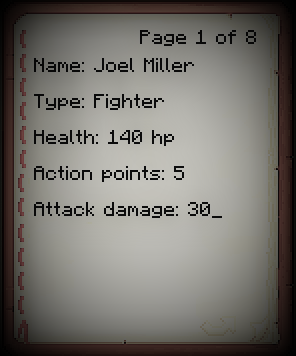 Page 1 of 8
Name: Joel Miller
Type: Fighter
Health: 140 hp
Action points: 5
Attack damage: 30_